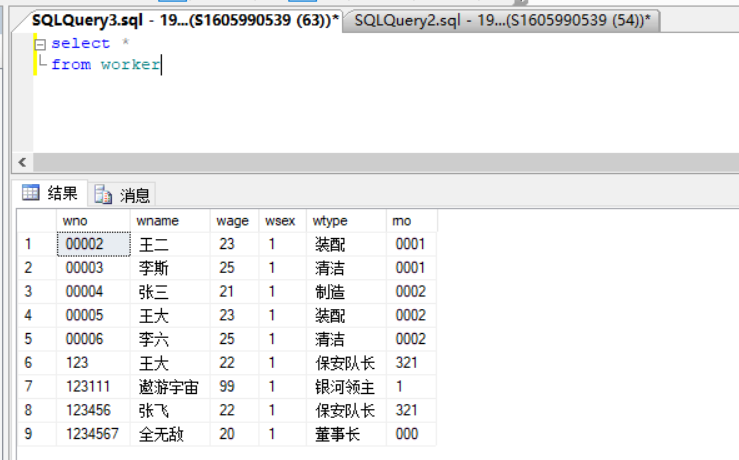 SQLQuery3.sql - 19...(S1605990539 (63))* SQLQuery2.sql - 19...(S1605990539 (54))*
select *
from worker
结果 消息
wno wname wage wsex wtype mo
1 00002 王二 23 1 装配 0001
2 00003 李斯 25 1 清洁 0001
3 00004 张三 21 1 制造 0002
4 00005 王大 23 1 装配 0002
5 00006 李六 25 1 清洁 0002
6 123 王大 22 1 保安队长 321
7 123111 遨游宇宙 99 1 银河领主 1
8 123456 张飞 22 1 保安队长 321
9 1234567 全无敌 20 1 董事长 000